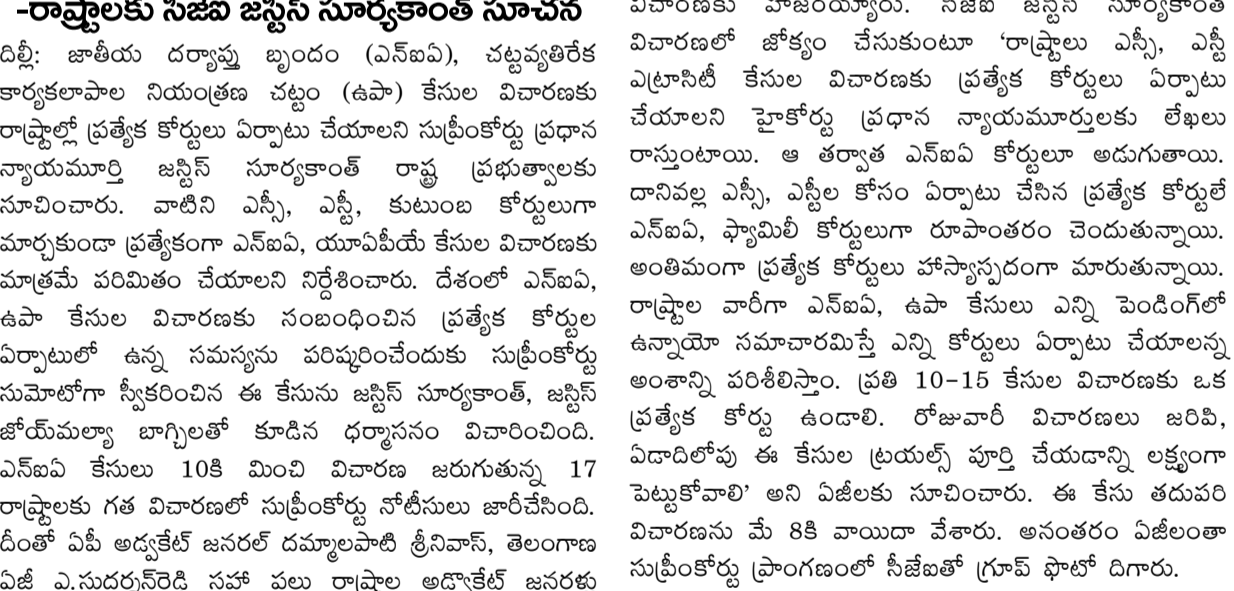 -రాష్ట్రాలకు సీజేఐ జస్టిస్ సూర్యకాంత్ సూచన
దిల్లీ: జాతీయ దర్యాప్తు బృందం (ఎన్ఐఏ), చట్టవ్యతిరేక
కార్యకలాపాల నియంత్రణ చట్టం (ఉపా) కేసుల విచారణకు
రాష్ట్రాల్లో ప్రత్యేక కోర్టులు ఏర్పాటు చేయాలని సుప్రీంకోర్టు ప్రధాన
న్యాయమూర్తి జస్టిస్ సూర్యకాంత్ రాష్ట్ర ప్రభుత్వాలకు
సూచించారు. వాటిని ఎస్సీ, ఎస్టీ, కుటుంబ కోర్టులుగా
మార్చకుండా ప్రత్యేకంగా ఎన్ఐఏ, యూఏపీయే కేసుల విచారణకు
మాత్రమే పరిమితం చేయాలని నిర్దేశించారు. దేశంలో ఎన్ఐఏ,
ఉపా కేసుల విచారణకు సంబంధించిన ప్రత్యేక కోర్టుల
ఏర్పాటులో ఉన్న సమస్యను పరిష్కరించేందుకు సుప్రీంకోర్టు
సుమోటోగా స్వీకరించిన ఈ కేసును జస్టిస్ సూర్యకాంత్, జస్టిస్
జోయ్‌మల్యా బాగ్చిలతో కూడిన ధర్మాసనం విచారించింది.
ఎన్ఐఏ కేసులు 10కి మించి విచారణ జరుగుతున్న 17
రాష్ట్రాలకు గత విచారణలో సుప్రీంకోర్టు నోటీసులు జారీచేసింది.
దీంతో ఏపీ అడ్వకేట్ జనరల్ దమ్మాలపాటి శ్రీనివాస్, తెలంగాణ
ఏజీ ఎ.సుదర్శన్‌రెడ్డి సహా పలు రాష్ట్రాల అడ్వొకేట్ జనరళు
విచారణకు హాజరయ్యారు. సీజేఐ జస్టిస్ సూర్యకాంత్
విచారణలో జోక్యం చేసుకుంటూ ‘రాష్ట్రాలు ఎస్సీ, ఎస్టీ
ఎట్రాసిటీ కేసుల విచారణకు ప్రత్యేక కోర్టులు ఏర్పాటు
చేయాలని హైకోర్టు ప్రధాన న్యాయమూర్తులకు లేఖలు
రాస్తుంటాయి. ఆ తర్వాత ఎన్ఐఏ కోర్టులూ అడుగుతాయి.
దానివల్ల ఎస్సీ, ఎస్టీల కోసం ఏర్పాటు చేసిన ప్రత్యేక కోర్టులే
ఎన్ఐఏ, ఫ్యామిలీ కోర్టులుగా రూపాంతరం చెందుతున్నాయి.
అంతిమంగా ప్రత్యేక కోర్టులు హాస్యాస్పదంగా మారుతున్నాయి.
రాష్ట్రాల వారీగా ఎన్ఐఏ, ఉపా కేసులు ఎన్ని పెండింగ్‌లో
ఉన్నాయో సమాచారమిస్తే ఎన్ని కోర్టులు ఏర్పాటు చేయాలన్న
అంశాన్ని పరిశీలిస్తాం. ప్రతి 10-15 కేసుల విచారణకు ఒక
ప్రత్యేక కోర్టు ఉండాలి. రోజువారీ విచారణలు జరిపి,
ఏడాదిలోపు ఈ కేసుల ట్రయల్స్ పూర్తి చేయడాన్ని లక్ష్యంగా
పెట్టుకోవాలి’ అని ఏజీలకు సూచించారు. ఈ కేసు తదుపరి
విచారణను మే 8కి వాయిదా వేశారు. అనంతరం ఏజీలంతా
సుప్రీంకోర్టు ప్రాంగణంలో సీజేఐతో గ్రూప్ ఫొటో దిగారు.